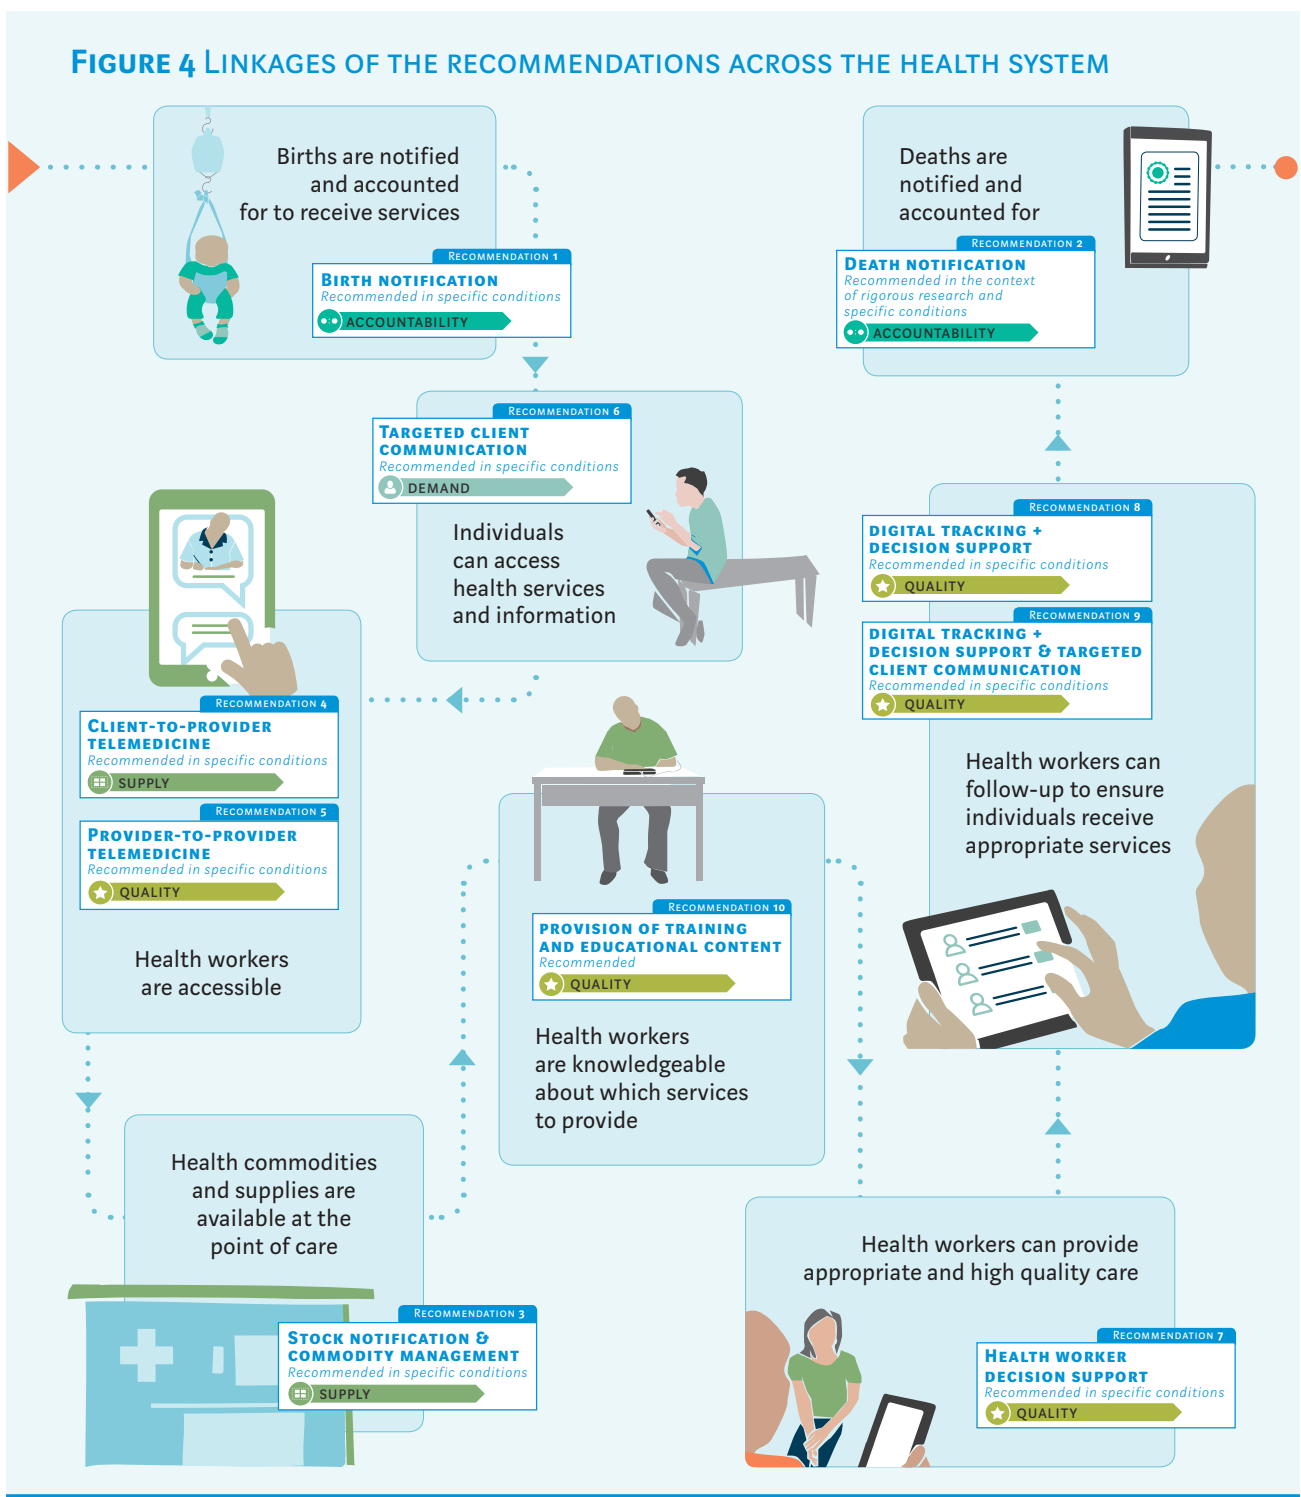 FIGURE 4 LINKAGES OF THE RECOMMENDATIONS ACROSS THE HEALTH SYSTEM
Births are notified
and accounted
for to receive services
RECOMMENDATION 1
BIRTH NOTIFICATION
Recommended in specific conditions
ACCOUNTABILITY
Deaths are
notified and
accounted for
RECOMMENDATION 2
DEATH NOTIFICATION
Recommended in the context
of rigorous research and
specific conditions
ACCOUNTABILITY
RECOMMENDATION 6
TARGETED CLIENT
COMMUNICATION
Recommended in specific conditions
DEMAND
Individuals
can access
health services
and information
RECOMMENDATION 4
CLIENT-TO-PROVIDER
TELEMEDICINE
Recommended in specific conditions
SUPPLY
RECOMMENDATION 5
PROVIDER-TO-PROVIDER
TELEMEDICINE
Recommended in specific conditions
QUALITY
Health workers
are accessible
RECOMMENDATION 8
DIGITAL TRACKING +
DECISION SUPPORT
Recommended in specific conditions
QUALITY
RECOMMENDATION 9
DIGITAL TRACKING +
DECISION SUPPORT & TARGETED
CLIENT COMMUNICATION
Recommended in specific conditions
QUALITY
Health workers can
follow-up to ensure
individuals receive
appropriate services
RECOMMENDATION 10
PROVISION OF TRAINING
AND EDUCATIONAL CONTENT
Recommended
QUALITY
Health workers
are knowledgeable
about which services
to provide
Health commodities
and supplies are
available at the
point of care
RECOMMENDATION 3
STOCK NOTIFICATION &
COMMODITY MANAGEMENT
Recommended in specific conditions
SUPPLY
Health workers can provide
appropriate and high quality care
RECOMMENDATION 7
HEALTH WORKER
DECISION SUPPORT
Recommended in specific conditions
QUALITY